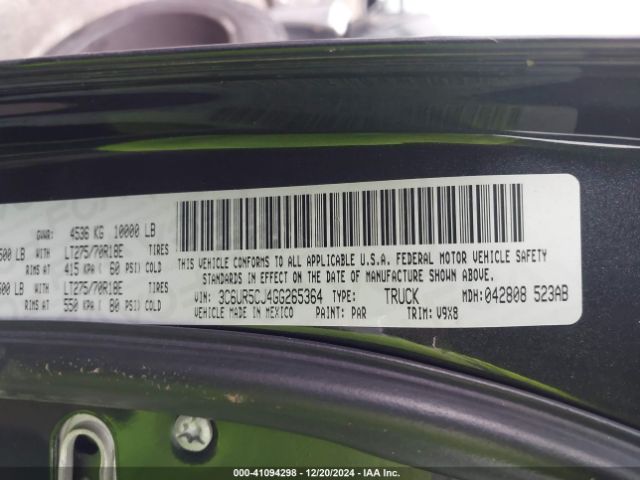 GVWR: 4536 KG 10000 LB
500 LB WITH LT275/70R18E TIRES
RIMS AT 415 KPA ( 60 PSI) COLD
500 LB WITH LT275/70R18E TIRES
RIMS AT 550 KPA ( 80 PSI) COLD
THIS VEHICLE CONFORMS TO ALL APPLICABLE U.S.A. FEDERAL MOTOR VEHICLE SAFETY
STANDARDS IN EFFECT ON THE DATE OF MANUFACTURE SHOWN ABOVE.
VIN: 3C6UR5CJ4GG265364 TYPE: TRUCK MDH: 042808 523AB
VEHICLE MADE IN MEXICO PAINT: PAR TRIM: V9X8
000-41094298 - 12/20/2024 - IAA Inc.